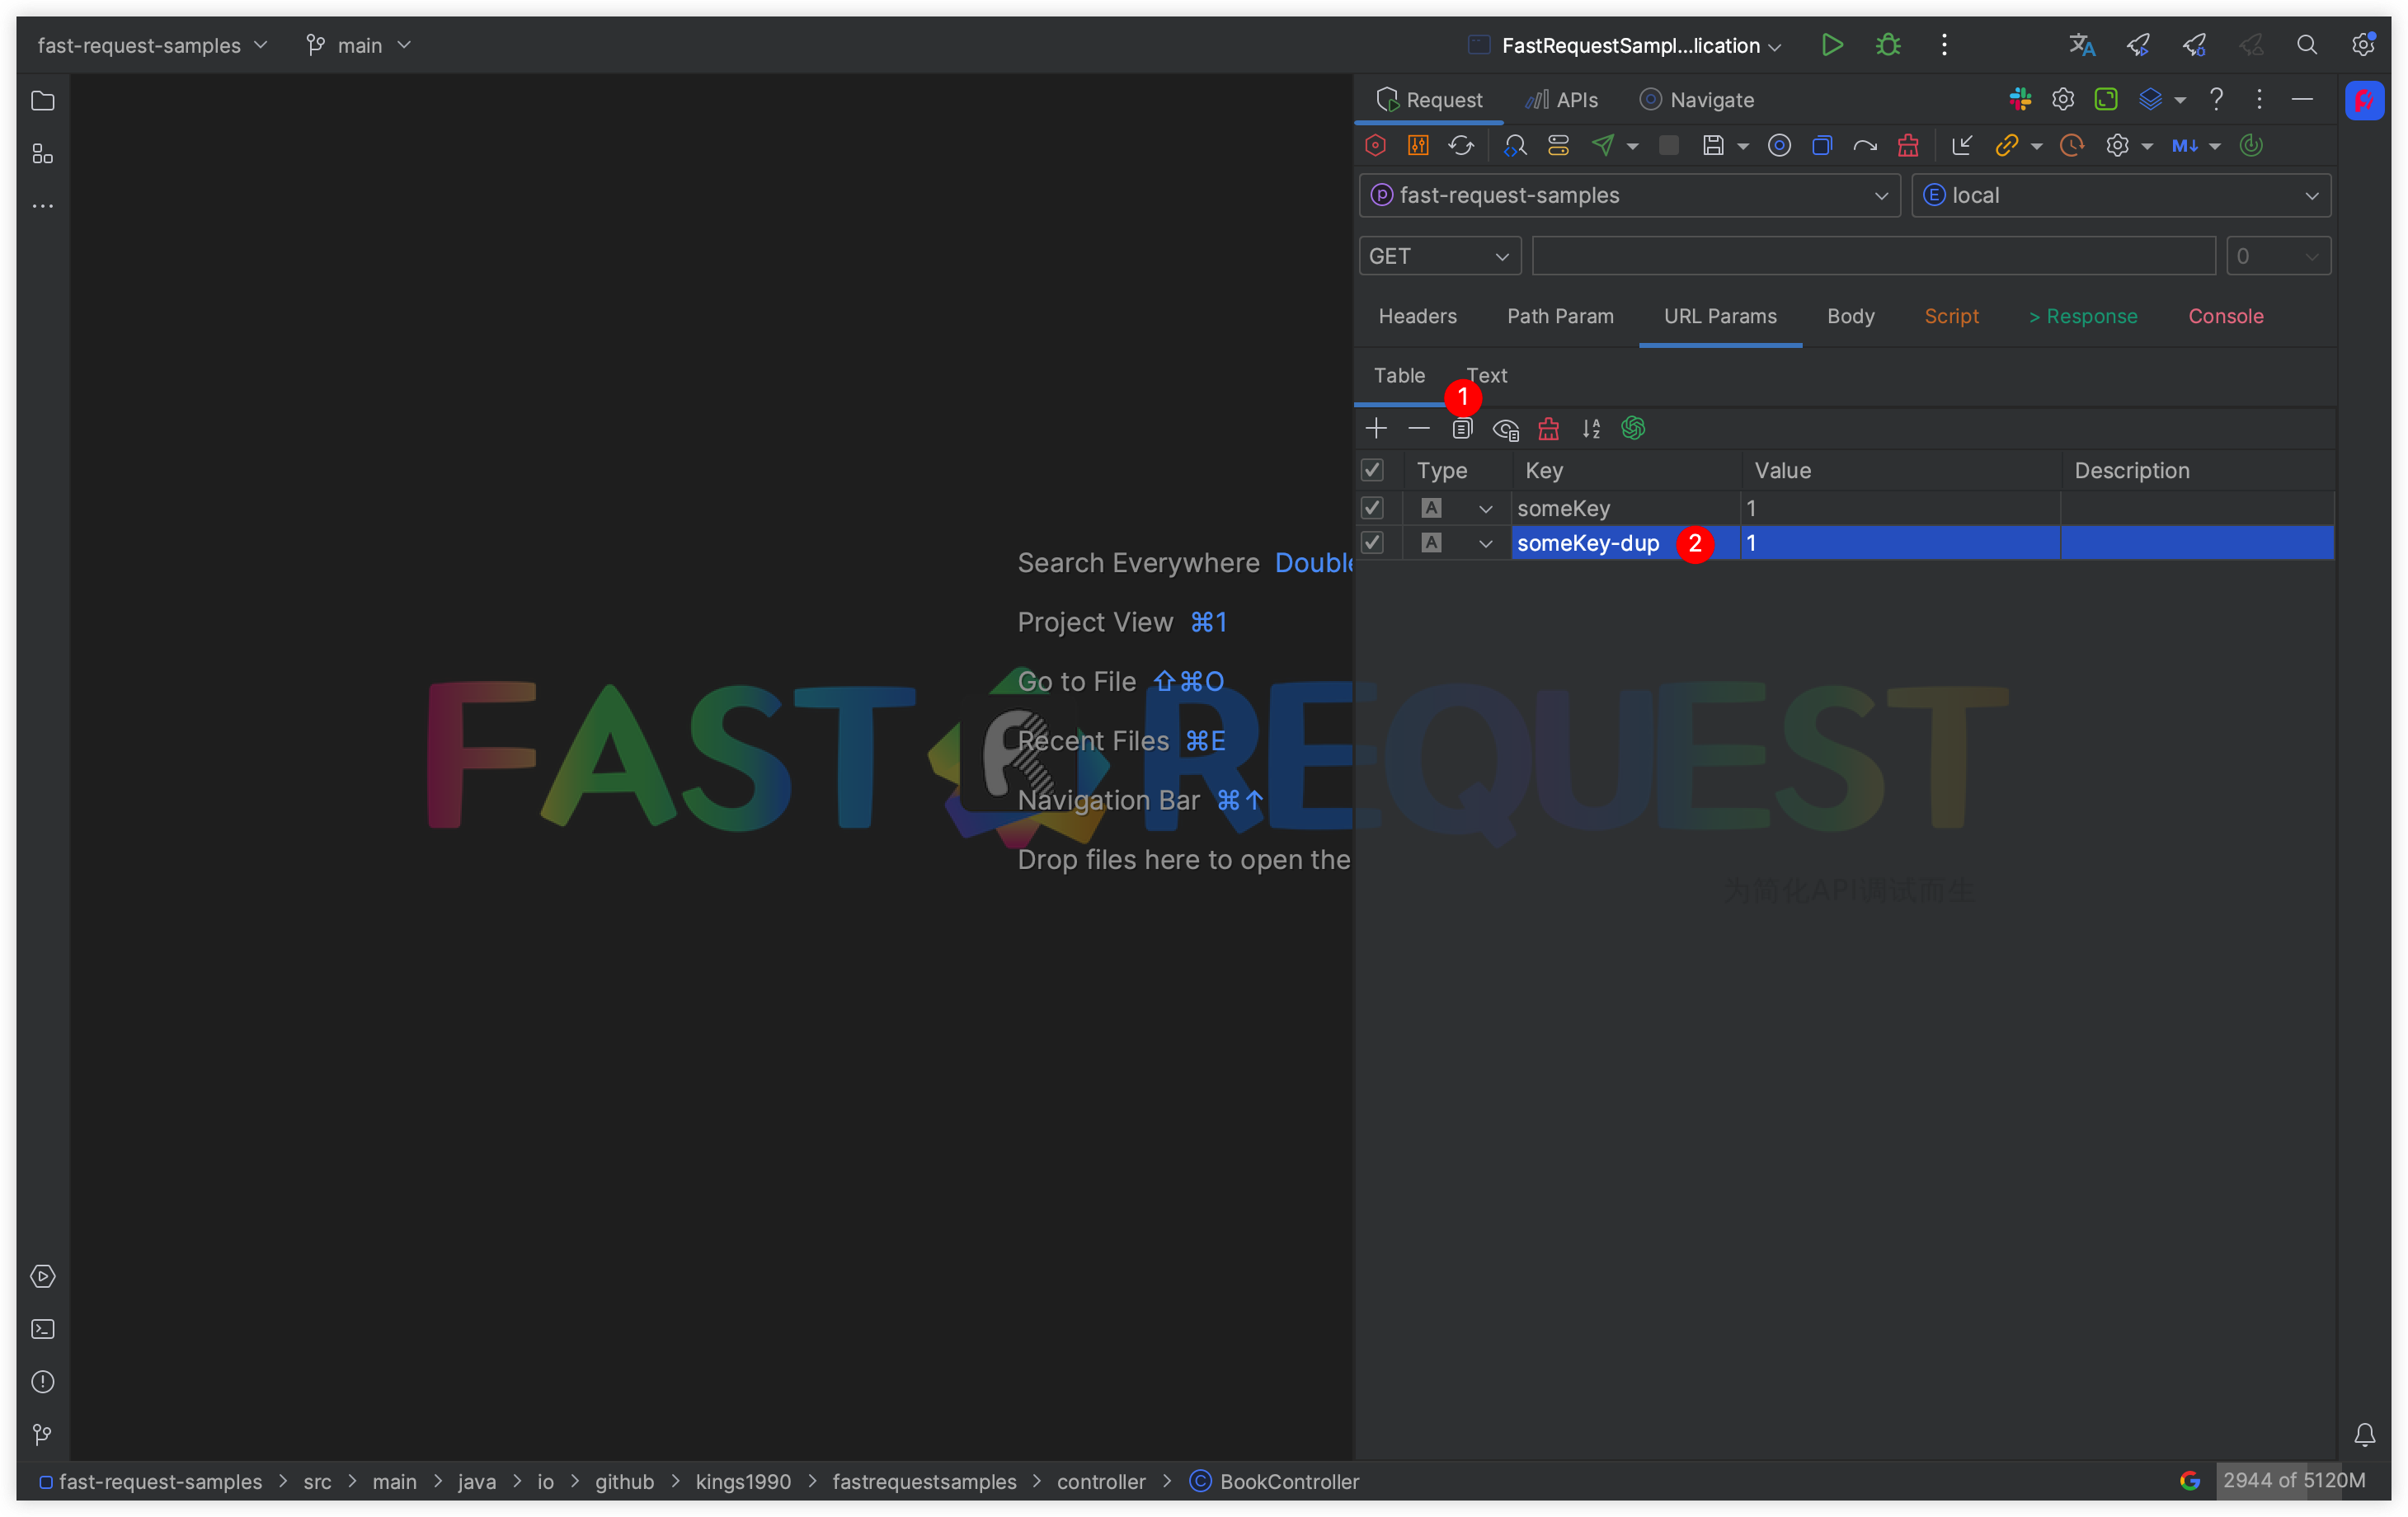 fast-request-samples main FastRequestSampl...lication
Request APIs Navigate
M↓
fast-request-samples local
GET 0
Headers Path Param URL Params Body Script > Response Console
Table Text
1
Type Key Value Description
someKey 1
someKey-dup 2 1
Search Everywhere Double
Project View ⌘1
Go to File ⇧⌘O
Recent Files ⌘E
Navigation Bar ⌘↑
Drop files here to open the
FAST REQUEST
为简化API调试而生
fast-request-samples > src > main > java > io > github > kings1990 > fastrequestsamples > controller > BookController
2944 of 5120M